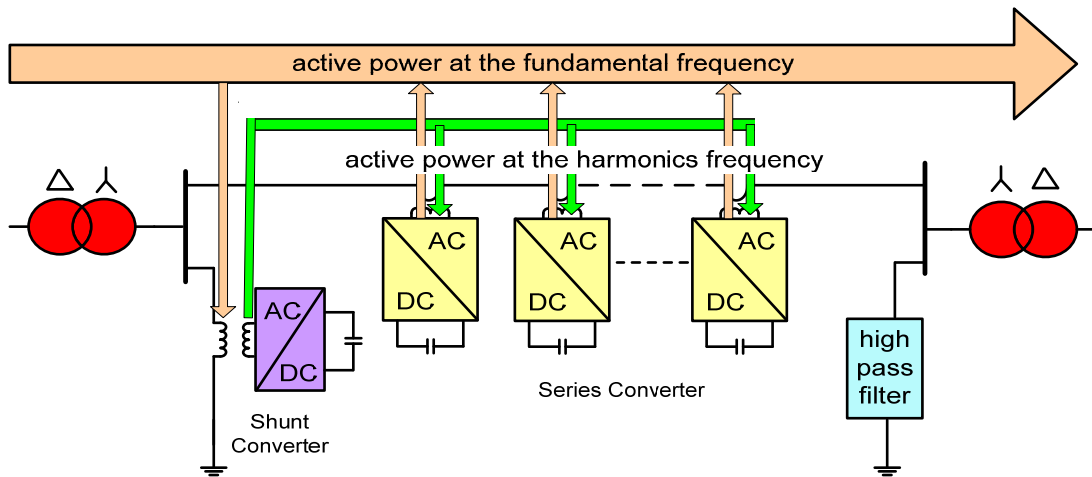 active power at the fundamental frequency
active power at the harmonics frequency
AC
DC
AC
DC
AC
DC
AC
DC
Shunt
Converter
Series Converter
high
pass
filter